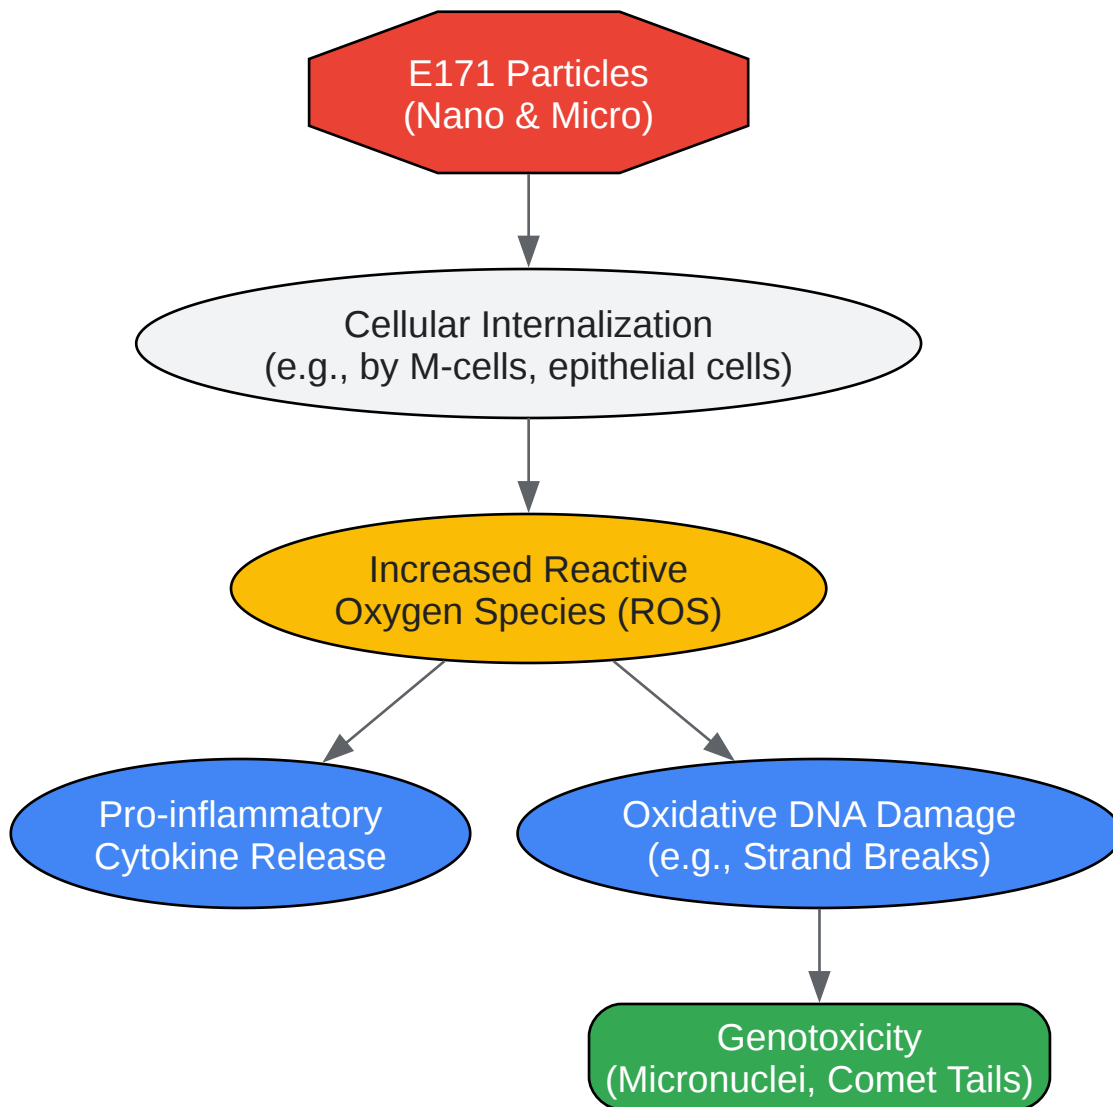 E171 Particles
(Nano & Micro)
Cellular Internalization
(e.g., by M-cells, epithelial cells)
Increased Reactive
Oxygen Species (ROS)
Pro-inflammatory
Cytokine Release
Oxidative DNA Damage
(e.g., Strand Breaks)
Genotoxicity
(Micronuclei, Comet Tails)